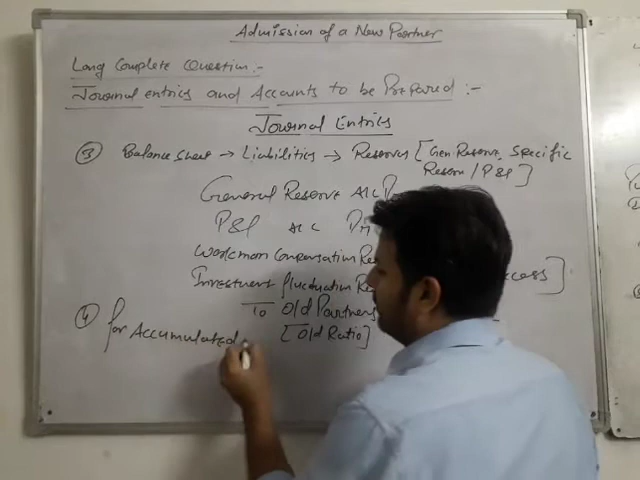 Admission of a New Partner
Long Complete Question:-
Journal entries and Accounts to be Prepared:-
Journal Entries
③ Balance Sheet → Liabilities → Reserves [Gen Reserve, Specific
Reserve / P&L]
General Reserve A/c
P&L A/c
Workmen Compensation
Investment fluctuation
To Old Partners
[Old Ratio]
④ for Accumulated